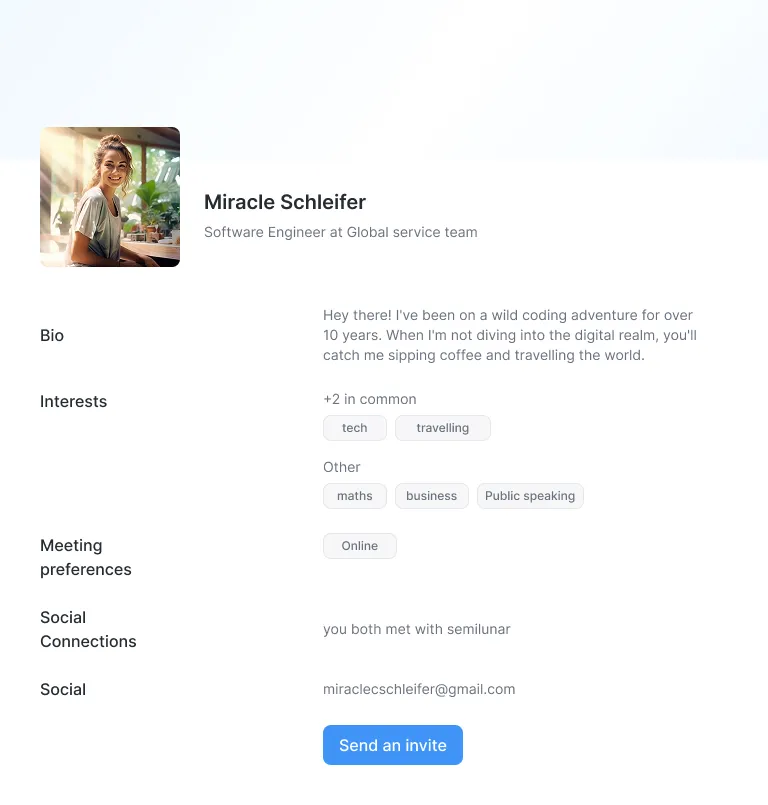 Miracle Schleifer
Software Engineer at Global service team
Bio
Hey there! I've been on a wild coding adventure for over
10 years. When I'm not diving into the digital realm, you'll
catch me sipping coffee and travelling the world.
Interests
+2 in common
tech
travelling
Other
maths
business
Public speaking
Meeting
preferences
Online
Social
Connections
you both met with semilunar
Social
miraclecschleifer@gmail.com
Send an invite